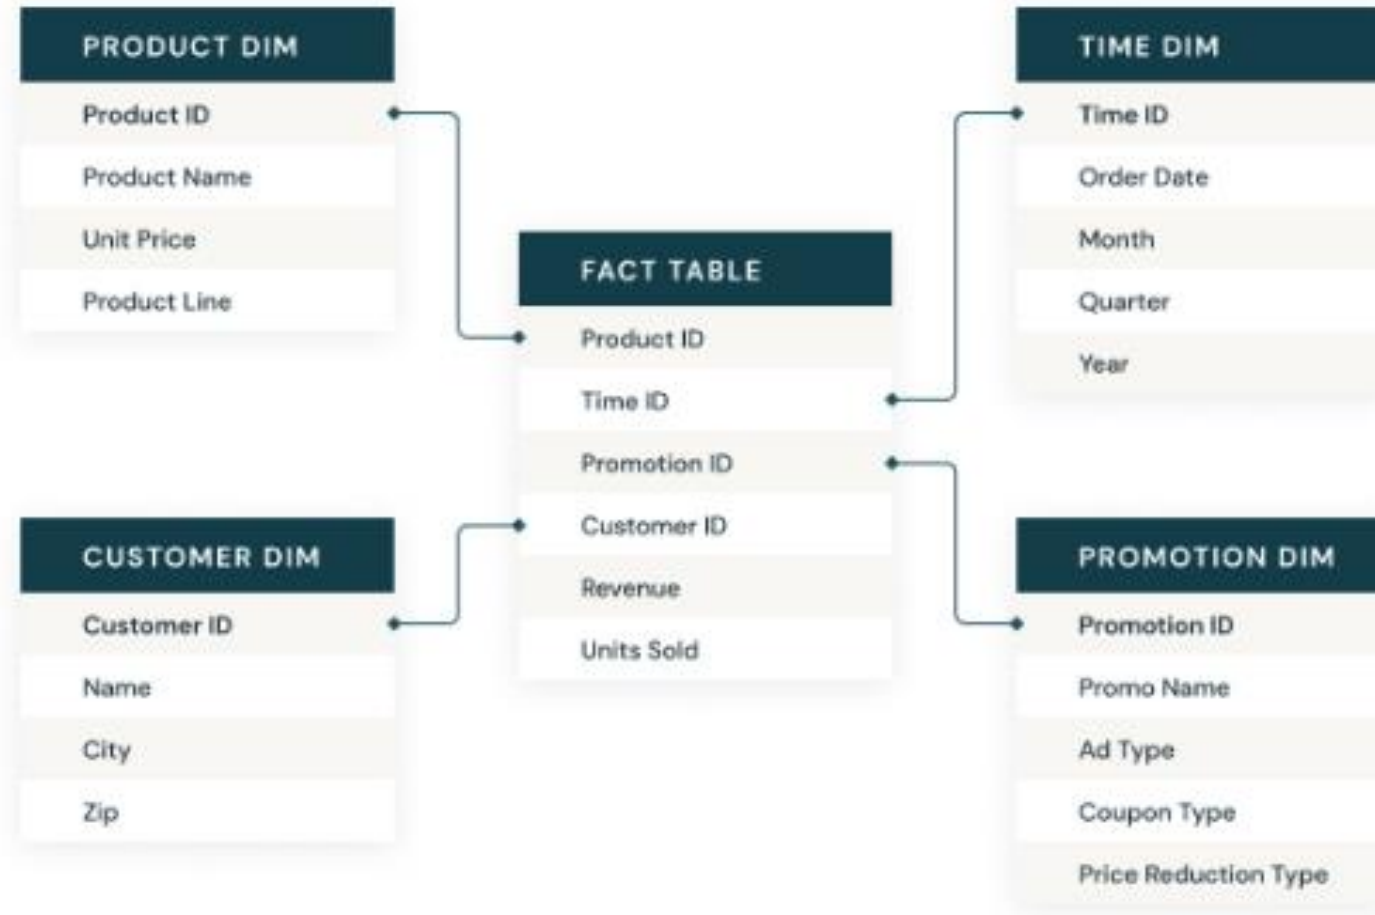 PRODUCT DIM
Product ID
Product Name
Unit Price
Product Line
TIME DIM
Time ID
Order Date
Month
Quarter
Year
FACT TABLE
Product ID
Time ID
Promotion ID
Customer ID
Revenue
Units Sold
CUSTOMER DIM
Customer ID
Name
City
Zip
PROMOTION DIM
Promotion ID
Promo Name
Ad Type
Coupon Type
Price Reduction Type